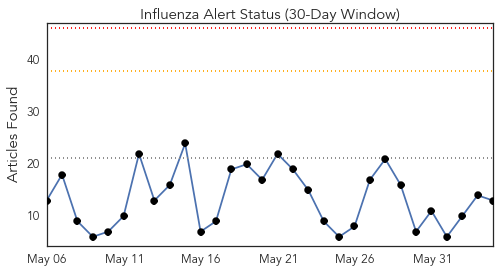 Influenza Alert Status (30-Day Window)
Articles Found
40
30
20
10
May 06 May 11 May 16 May 21 May 26 May 31